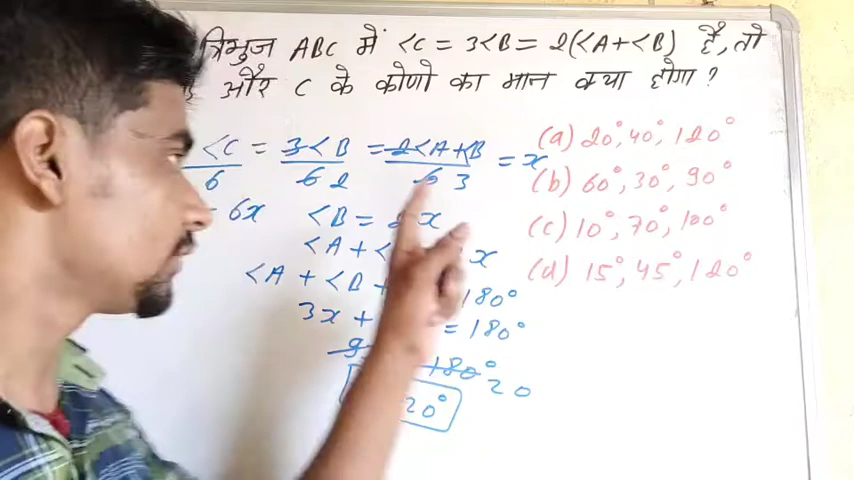 त्रिभुज ABC में <C = 3<B = 2(<A+<B) है, तो
और C के कोणो का मान क्या होगा ?
<C = 3<B = 2<A+<B = x
6 6 2 6 3
6x <B = x
<A + < x
<A + <B + 180°
3x + = 180°
180° 20
20°
(a) 20°, 40°, 120°
(b) 60°, 30°, 90°
(c) 10°, 70°, 100°
(d) 15°, 45°, 120°